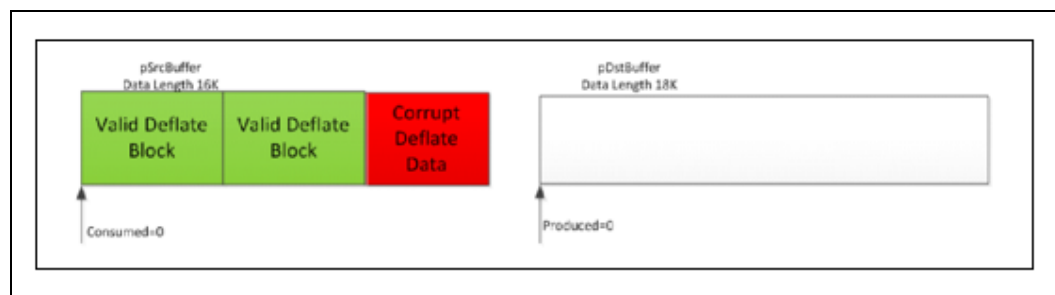 pSrcBuffer
Data Length 16K
Valid Deflate
Block
Valid Deflate
Block
Corrupt
Deflate
Data
Consumed=0
pDstBuffer
Data Length 18K
Produced=0